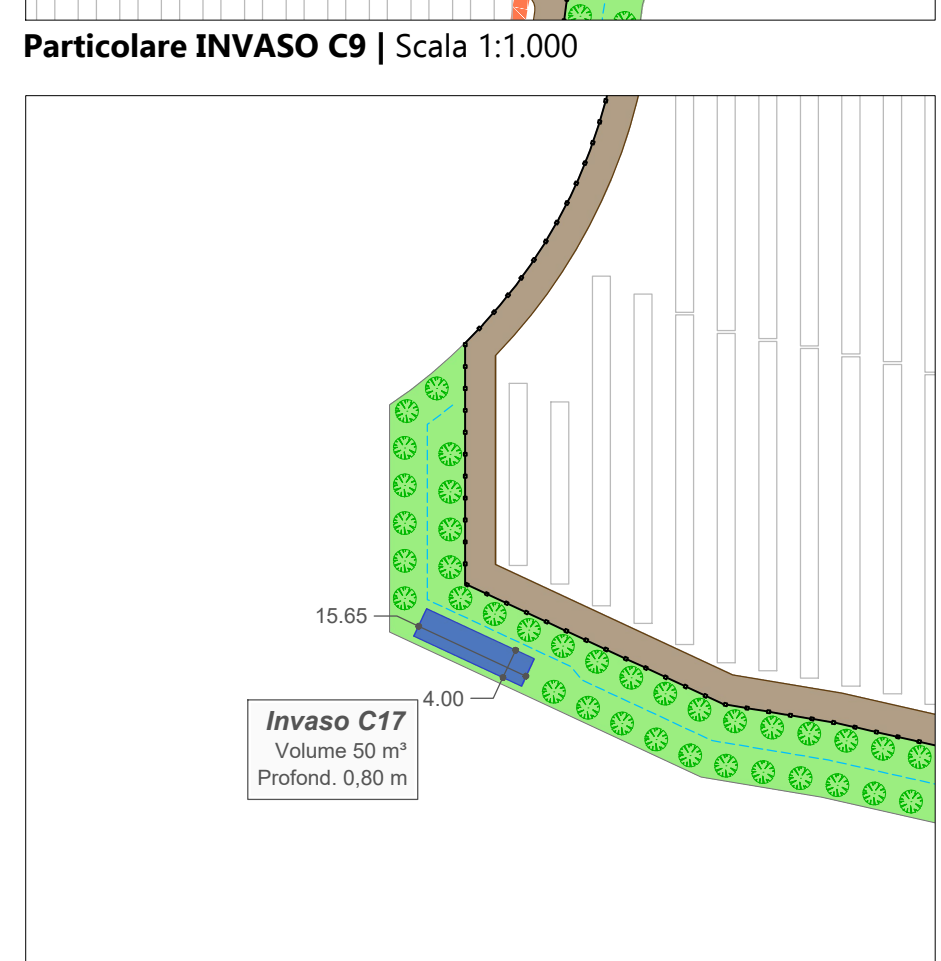 Particolare INVASO C9 | Scala 1:1.000
15.65
4.00
Invaso C17
Volume 50 m³
Profond. 0,80 m